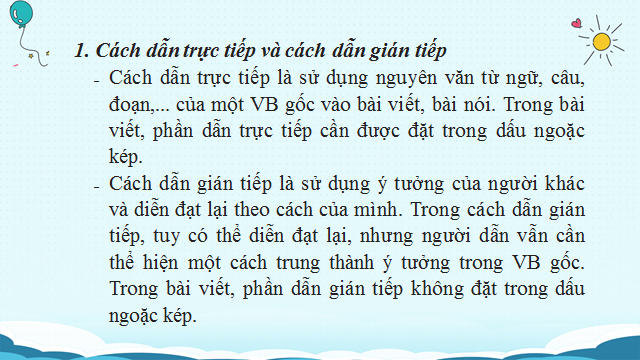 1. Cách dẫn trực tiếp và cách dẫn gián tiếp
- Cách dẫn trực tiếp là sử dụng nguyên văn từ ngữ, câu,
đoạn,... của một VB gốc vào bài viết, bài nói. Trong bài
viết, phần dẫn trực tiếp cần được đặt trong dấu ngoặc
kép.
- Cách dẫn gián tiếp là sử dụng ý tưởng của người khác
và diễn đạt lại theo cách của mình. Trong cách dẫn gián
tiếp, tuy có thể diễn đạt lại, nhưng người dẫn vẫn cần
thể hiện một cách trung thành ý tưởng trong VB gốc.
Trong bài viết, phần dẫn gián tiếp không đặt trong dấu
ngoặc kép.